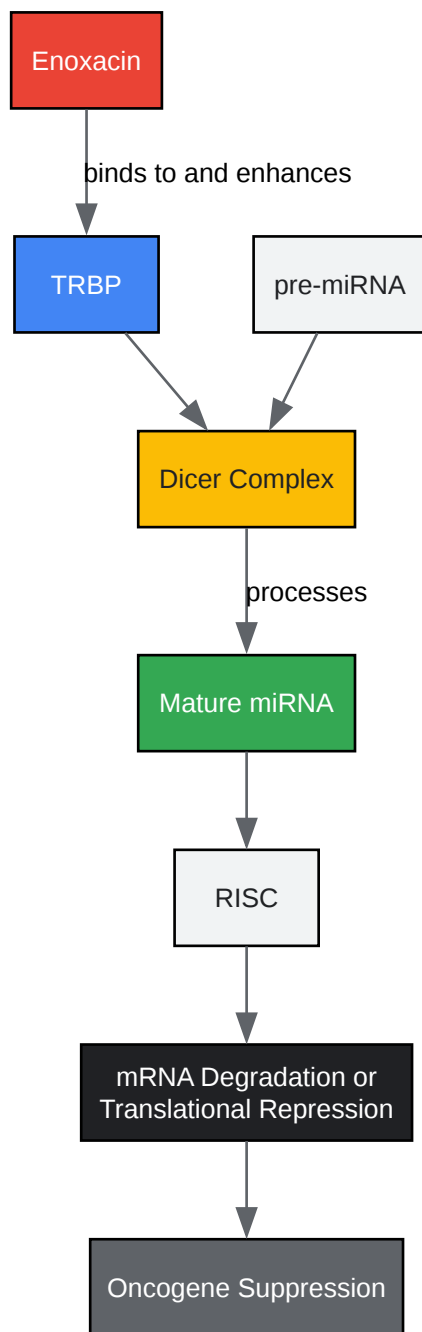 Enoxacin
binds to and enhances
TRBP
pre-miRNA
Dicer Complex
processes
Mature miRNA
RISC
mRNA Degradation or
Translational Repression
Oncogene Suppression